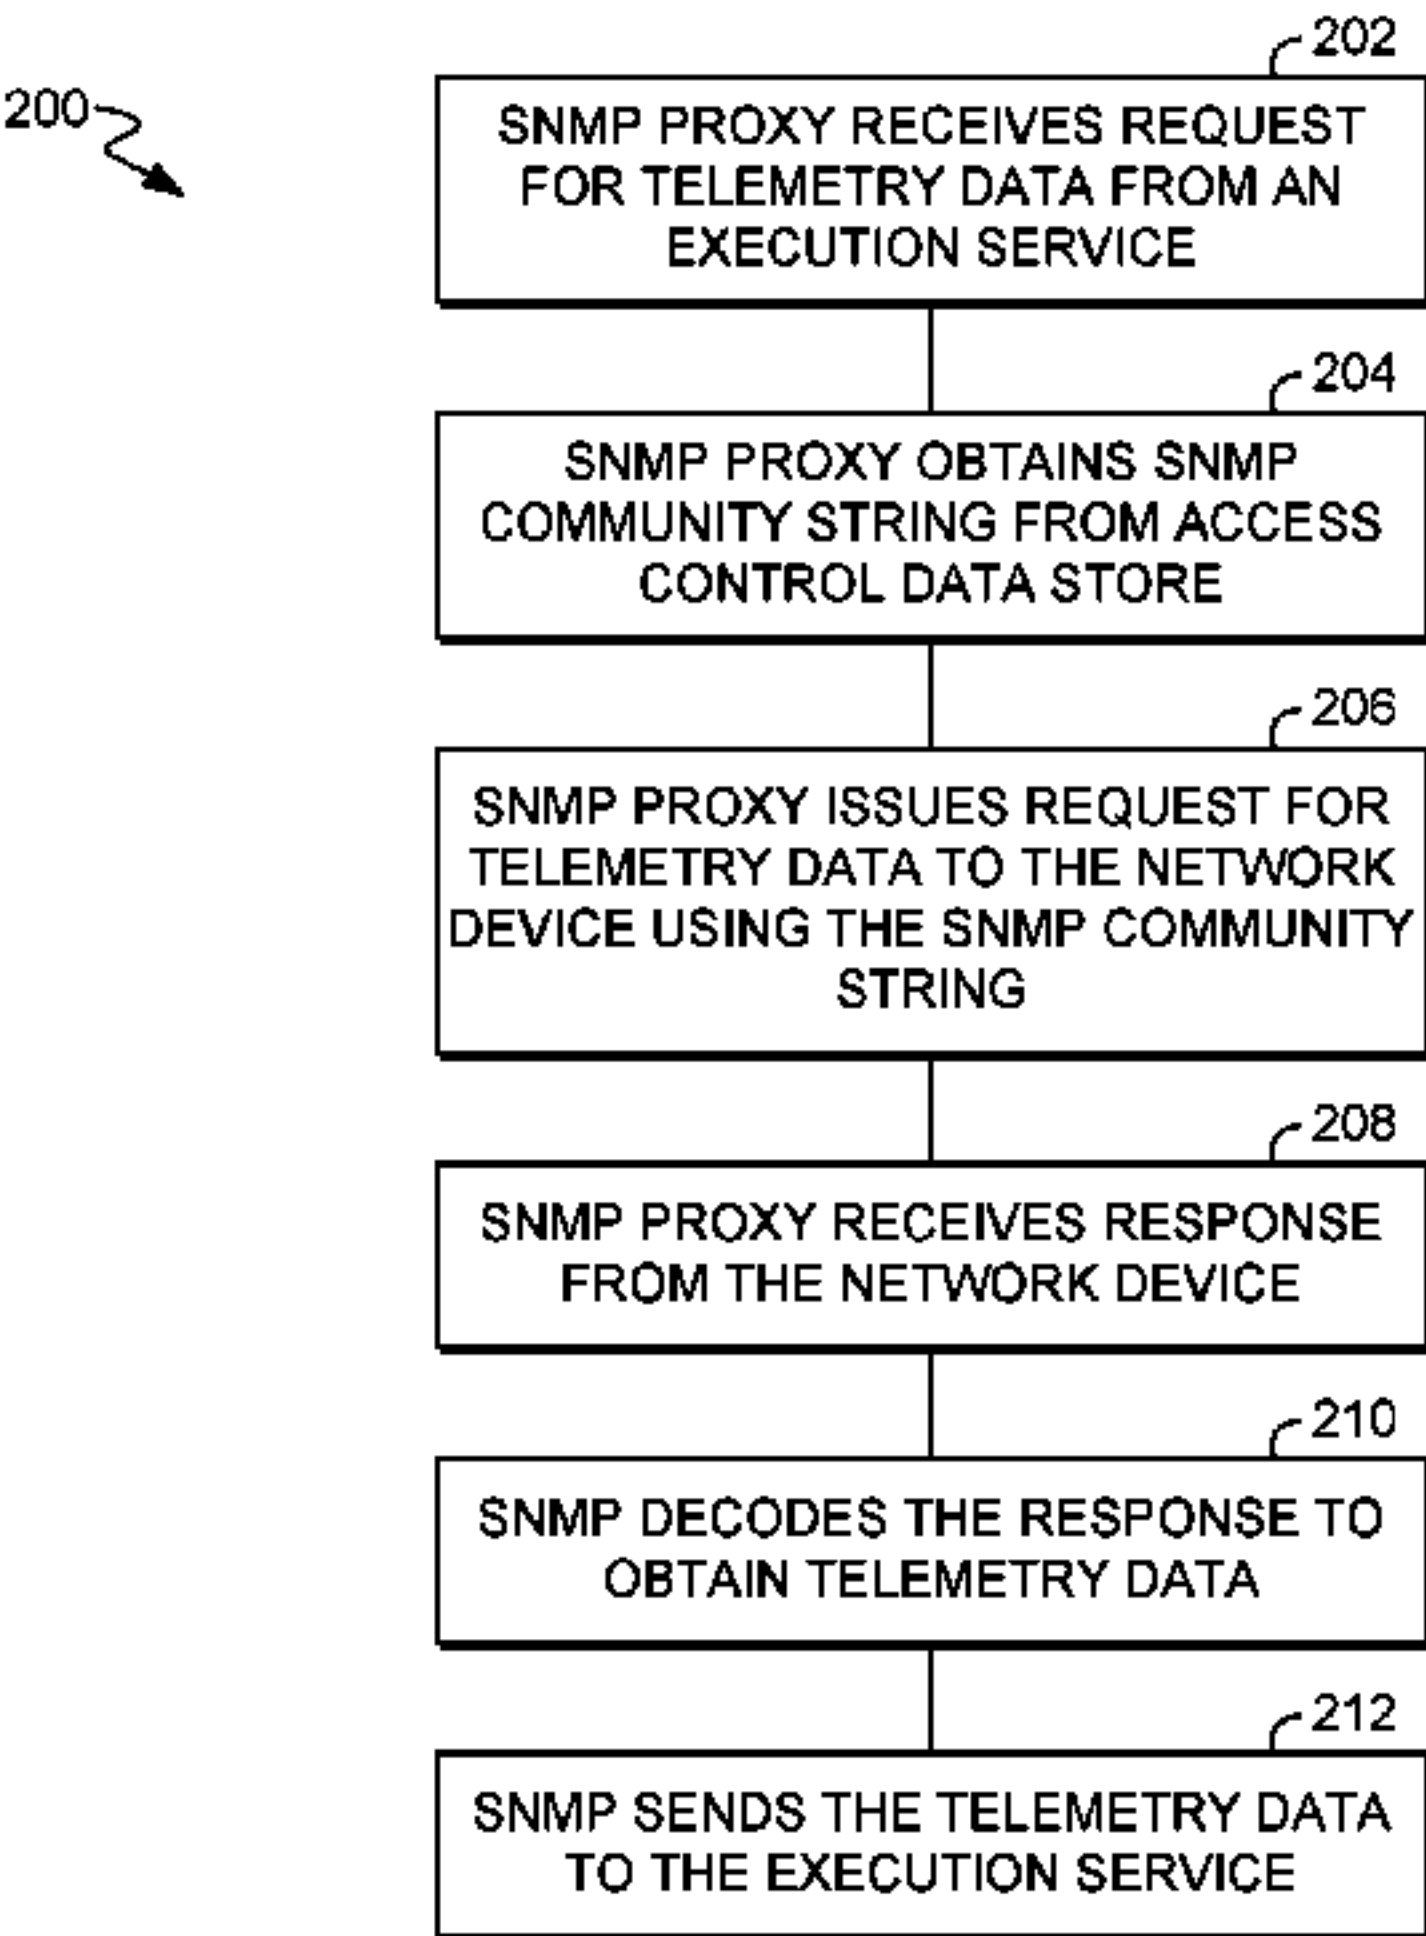 200
202
SNMP PROXY RECEIVES REQUEST
FOR TELEMETRY DATA FROM AN
EXECUTION SERVICE
204
SNMP PROXY OBTAINS SNMP
COMMUNITY STRING FROM ACCESS
CONTROL DATA STORE
206
SNMP PROXY ISSUES REQUEST FOR
TELEMETRY DATA TO THE NETWORK
DEVICE USING THE SNMP COMMUNITY
STRING
208
SNMP PROXY RECEIVES RESPONSE
FROM THE NETWORK DEVICE
210
SNMP DECODES THE RESPONSE TO
OBTAIN TELEMETRY DATA
212
SNMP SENDS THE TELEMETRY DATA
TO THE EXECUTION SERVICE